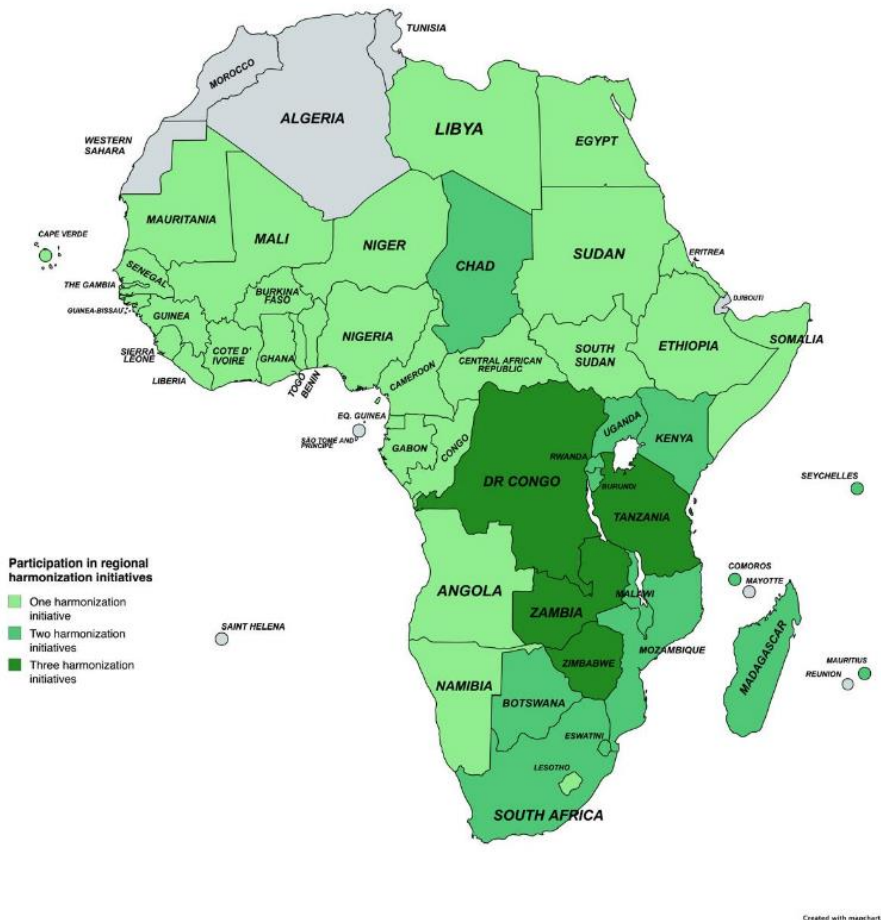 TUNISIA
MOROCCO
ALGERIA
LIBYA
EGYPT
WESTERN
SAHARA
CAPE VERDE
MAURITANIA
MALI
NIGER
CHAD
SUDAN
ERITREA
SENEGAL
THE GAMBIA
BURKINA
FASO
DJIBOUTI
GUINEA-BISSAU
GUINEA
NIGERIA
SOMALIA
SIERRA
LEONE
COTE D'
IVOIRE
GHANA
SOUTH
SUDAN
ETHIOPIA
LIBERIA
TOGO
BENIN
CAMEROON
CENTRAL AFRICAN
REPUBLIC
EQ. GUINEA
SÃO TOMÉ AND
PRINCIPE
GABON
CONGO
UGANDA
KENYA
RWANDA
DR CONGO
BURUNDI
SEYCHELLES
TANZANIA
Participation in regional
harmonization initiatives
One harmonization
initiative
Two harmonization
initiatives
Three harmonization
initiatives
COMOROS
MAYOTTE
ANGOLA
MALAWI
ZAMBIA
SAINT HELENA
MOZAMBIQUE
MADAGASCAR
ZIMBABWE
MAURITIUS
REUNION
NAMIBIA
BOTSWANA
ESWATINI
LESOTHO
SOUTH AFRICA
Created with mapchart